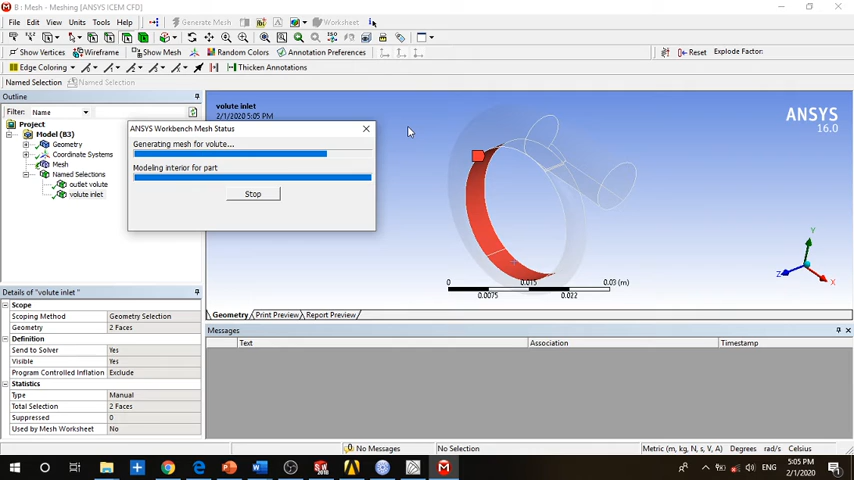 B : Mesh - Meshing [ANSYS ICEM CFD]
File Edit View Units Tools Help Generate Mesh Worksheet
Show Vertices Wireframe Show Mesh Random Colors Annotation Preferences Reset Explode Factor:
Edge Coloring Thicken Annotations
Named Selection Named Selection
Outline
Filter: Name
Project
Model (B3)
Geometry
Coordinate Systems
Mesh
Named Selections
outlet volute
volute inlet
ANSYS Workbench Mesh Status
Generating mesh for volute...
Modeling interior for part
Stop
volute inlet
2/1/2020 5:05 PM
ANSYS
16.0
0 0.015 0.03 (m)
0.0075 0.022
Y
Z X
Geometry Print Preview Report Preview
Details of "volute inlet"
Scope
Scoping Method Geometry Selection
Geometry 2 Faces
Definition
Send to Solver Yes
Visible Yes
Program Controlled Inflation Exclude
Statistics
Type Manual
Total Selection 2 Faces
Suppressed 0
Used by Mesh Worksheet No
Messages
Text Association Timestamp
No Messages No Selection Metric (m, kg, N, s, V, A) Degrees rad/s Celsius
ENG 5:05 PM
2/1/2020